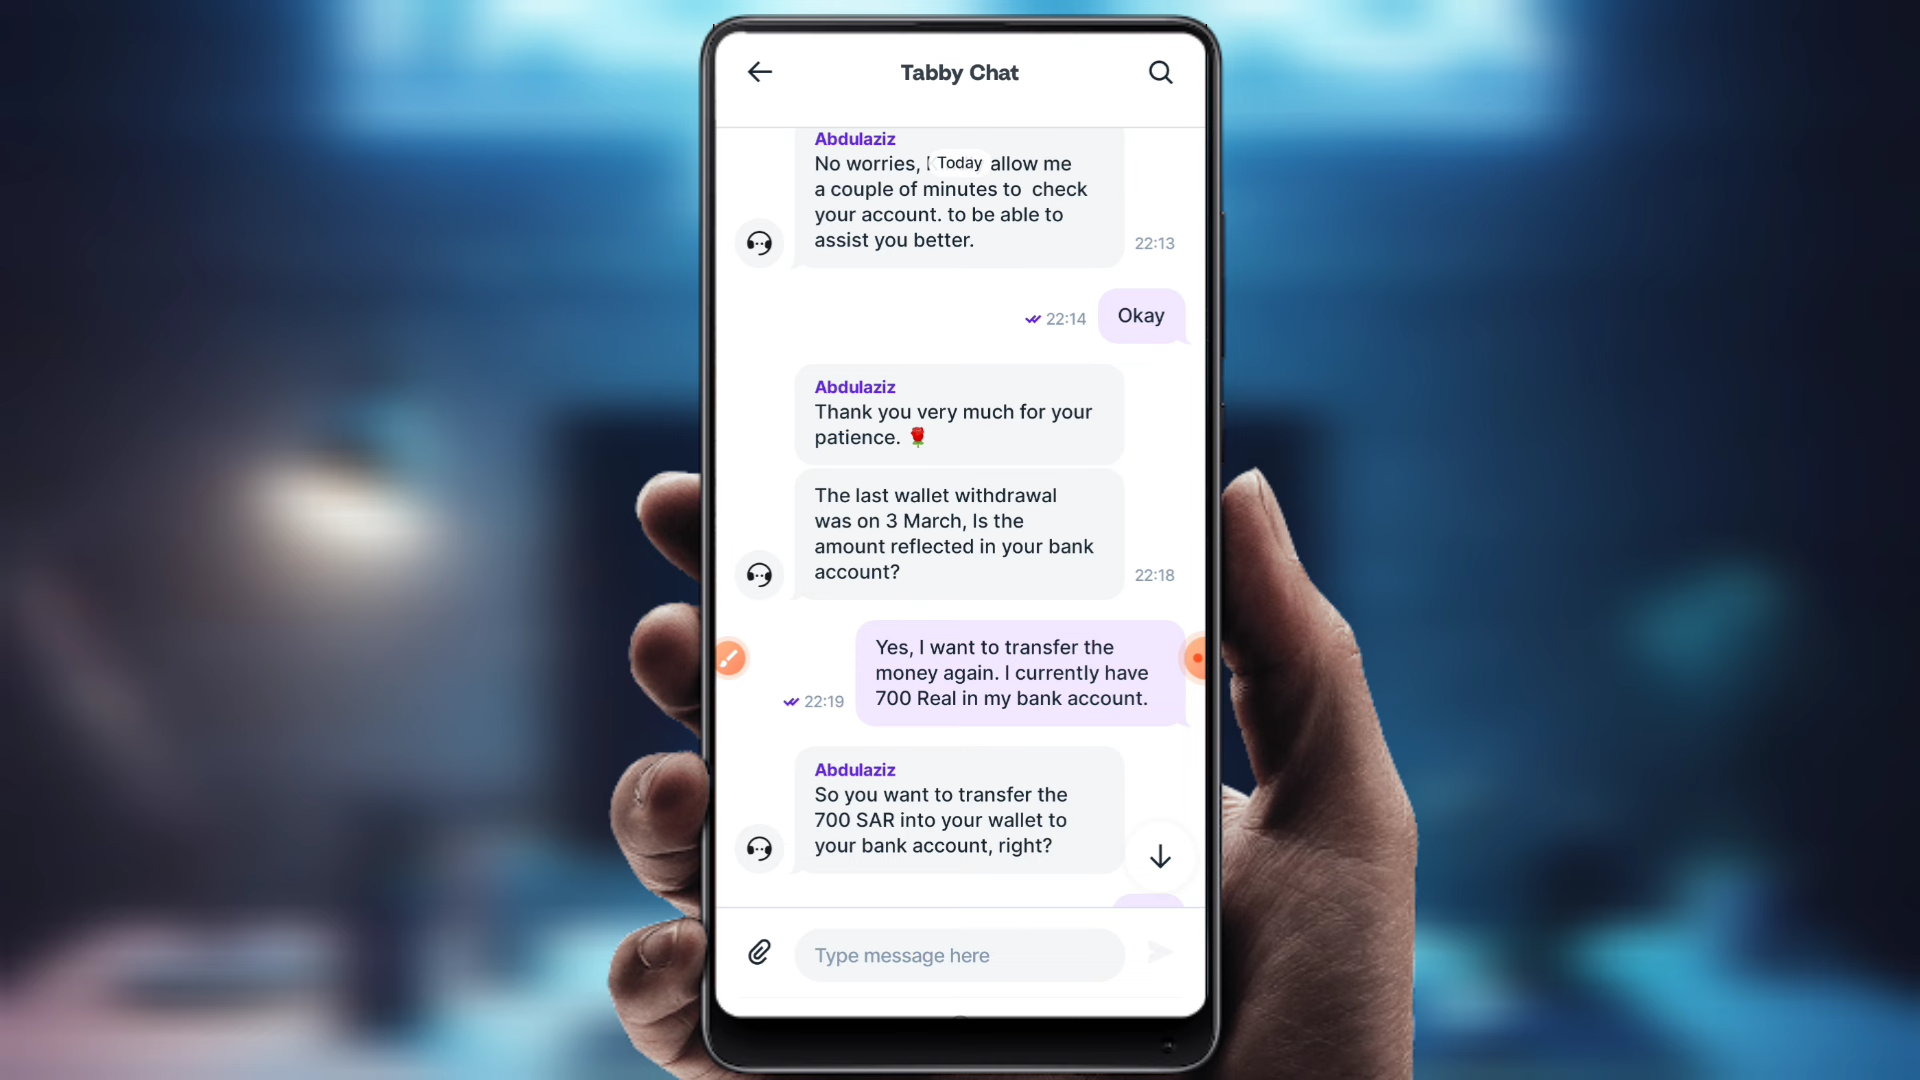 Tabby Chat
Abdulaziz
No worries, Today allow me
a couple of minutes to check
your account. to be able to
assist you better.
22:13
22:14
Okay
Abdulaziz
Thank you very much for your
patience.
The last wallet withdrawal
was on 3 March, Is the
amount reflected in your bank
account?
22:18
Yes, I want to transfer the
money again. I currently have
700 Real in my bank account.
22:19
Abdulaziz
So you want to transfer the
700 SAR into your wallet to
your bank account, right?
Type message here